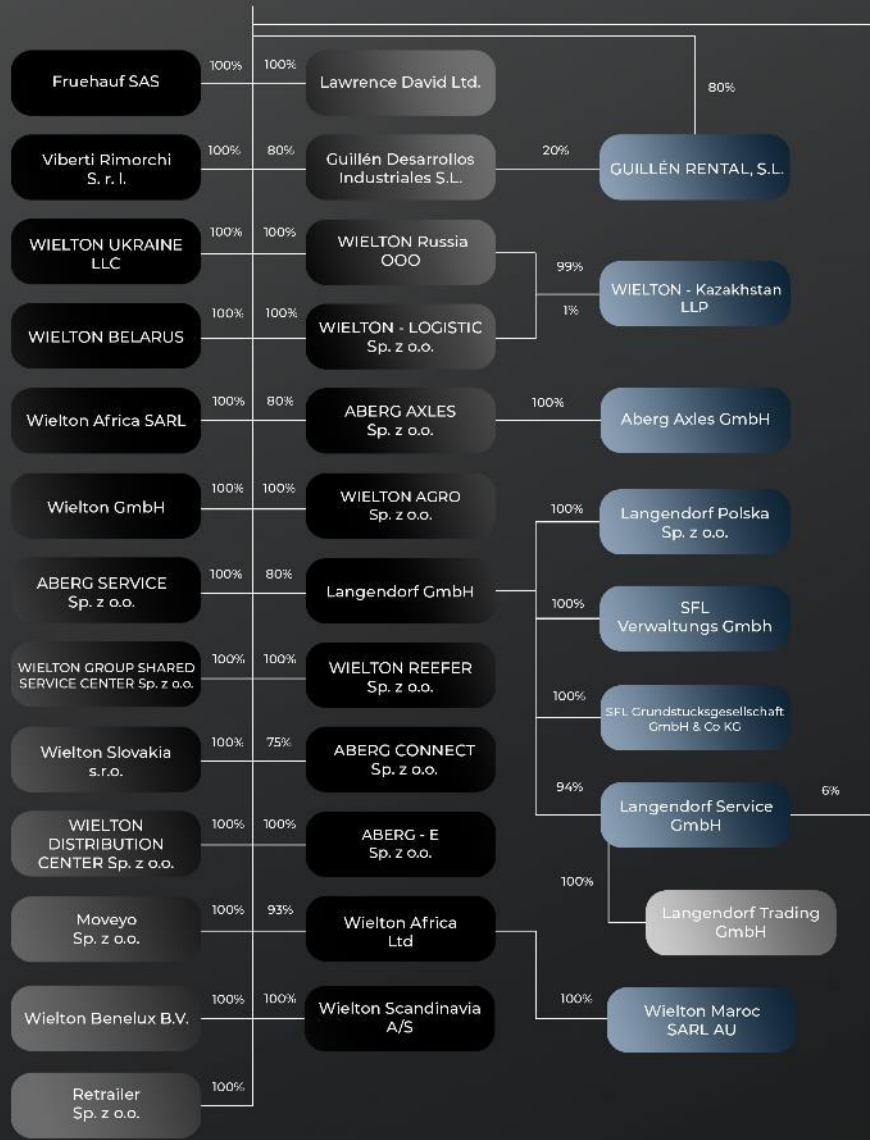 Fruehauf SAS
100%
100%
Lawrence David Ltd.
80%
Viberti Rimorchi
S. r. l.
100%
80%
Guillén Desarrollos
Industriales S.L.
20%
GUILLÉN RENTAL, S.L.
WIELTON UKRAINE
LLC
100%
100%
WIELTON Russia
OOO
99%
1%
WIELTON - Kazakhstan
LLP
WIELTON BELARUS
100%
100%
WIELTON - LOGISTIC
Sp. z o.o.
Wielton Africa SARL
100%
80%
ABERG AXLES
Sp. z o.o.
100%
Aberg Axles GmbH
Wielton GmbH
100%
100%
WIELTON AGRO
Sp. z o.o.
100%
Langendorf Polska
Sp. z o.o.
ABERG SERVICE
Sp. z o.o.
100%
80%
Langendorf GmbH
100%
SFL
Verwaltungs Gmbh
WIELTON GROUP SHARED
SERVICE CENTER Sp. z o.o.
100%
100%
WIELTON REEFER
Sp. z o.o.
100%
SFL Grundstucksgesellschaft
GmbH & Co KG
Wielton Slovakia
s.r.o.
100%
75%
ABERG CONNECT
Sp. z o.o.
94%
Langendorf Service
GmbH
6%
WIELTON
DISTRIBUTION
CENTER Sp. z o.o.
100%
100%
ABERG - E
Sp. z o.o.
100%
Langendorf Trading
GmbH
Moveyo
Sp. z o.o.
100%
93%
Wielton Africa
Ltd
100%
Wielton Maroc
SARL AU
Wielton Benelux B.V.
100%
100%
Wielton Scandinavia
A/S
Retrailer
Sp. z o.o.
100%